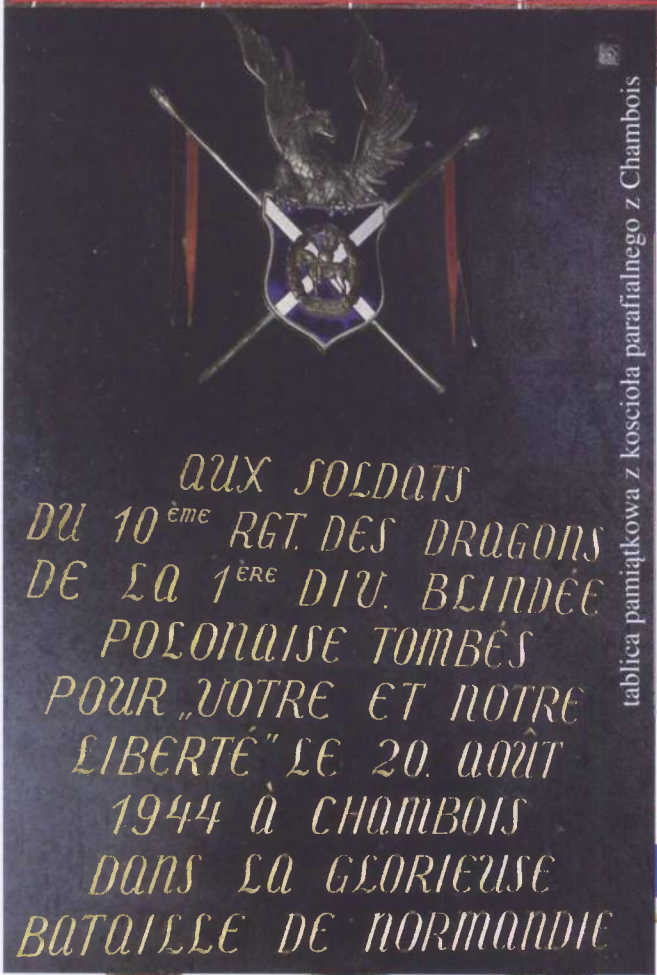 AUX SOLDATS
DU 10ème RGT. DES DRAGONS
DE LA 1ÈRE DIV. BLINDÉE
POLONAISE TOMBÉS
POUR „VOTRE ET NOTRE
LIBERTÉ" LE 20. AOÛT
1944 À CHAMBOIS
DANS LA GLORIEUSE
BATAILLE DE NORMANDIE
tablica pamiątkowa z koscioła parafialnego z Chambois